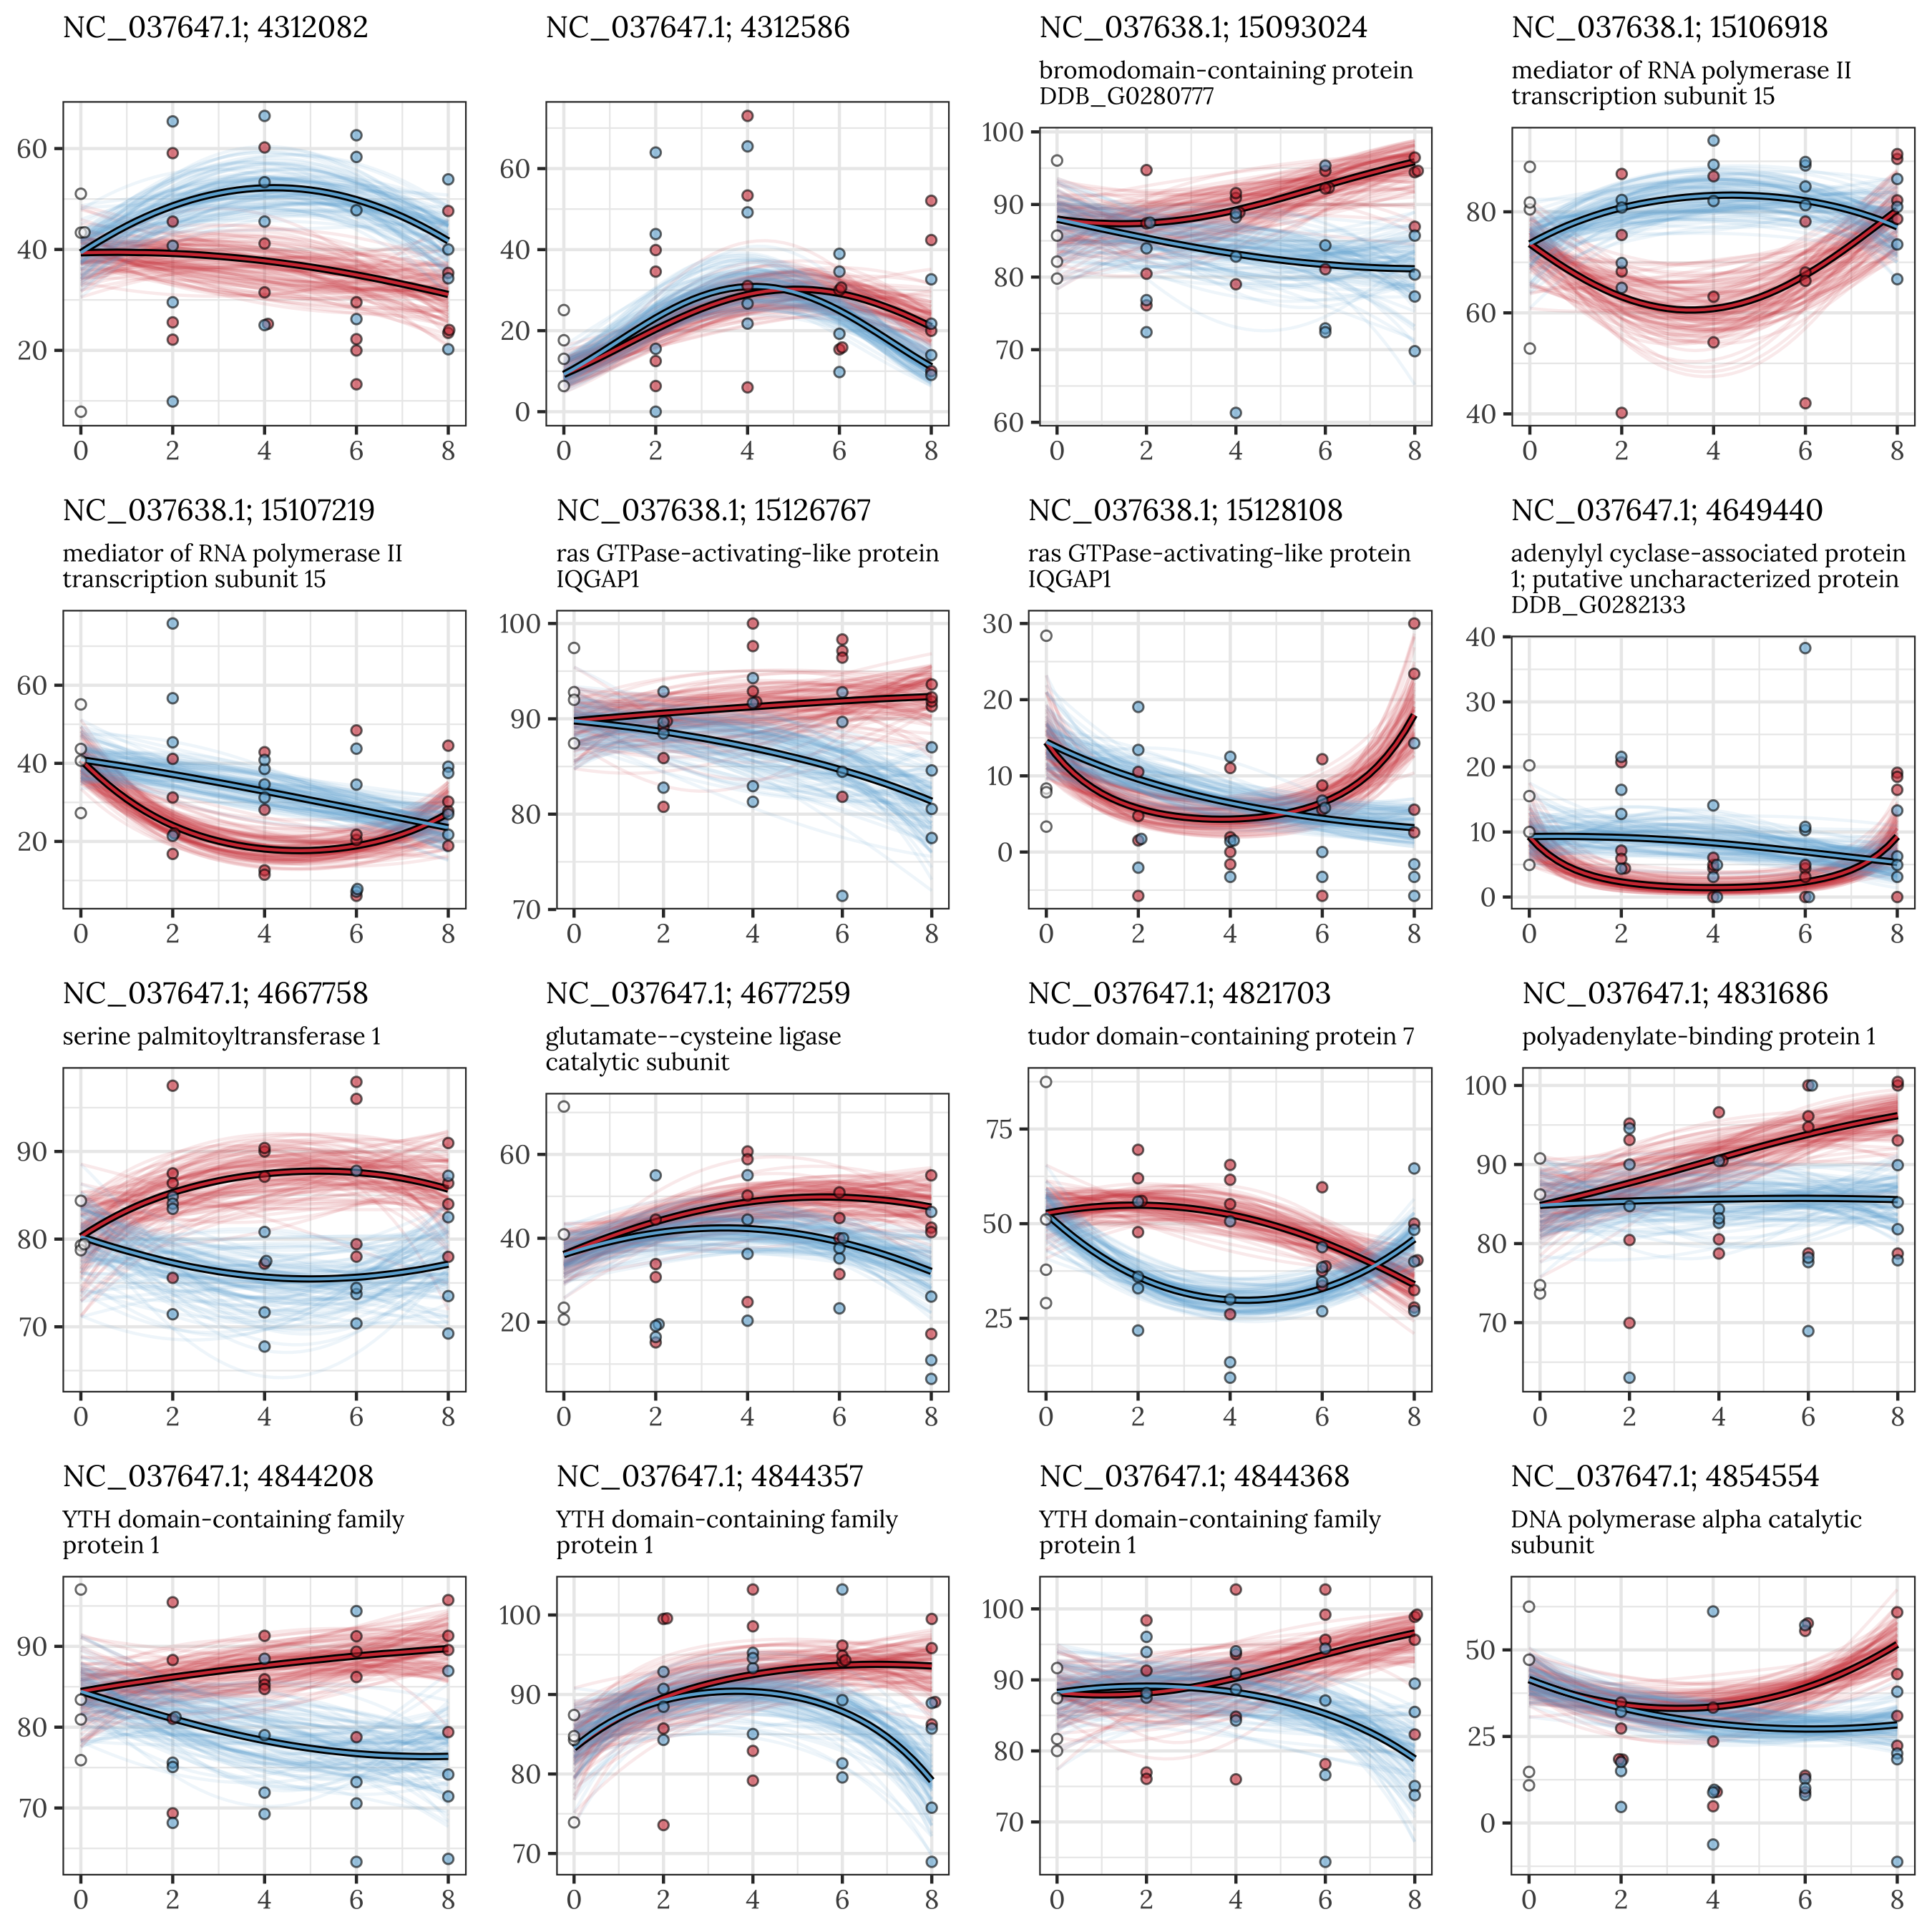 NC_037647.1; 4312082
60
40
20
0 2 4 6 8
NC_037647.1; 4312586
60
40
20
0
0 2 4 6 8
NC_037638.1; 15093024
bromodomain-containing protein
DDB_G0280777
100
90
80
70
60
0 2 4 6 8
NC_037638.1; 15106918
mediator of RNA polymerase II
transcription subunit 15
80
60
40
0 2 4 6 8
NC_037638.1; 15107219
mediator of RNA polymerase II
transcription subunit 15
60
40
20
0 2 4 6 8
NC_037638.1; 15126767
ras GTPase-activating-like protein
IQGAP1
100
90
80
70
0 2 4 6 8
NC_037638.1; 15128108
ras GTPase-activating-like protein
IQGAP1
30
20
10
0
0 2 4 6 8
NC_037647.1; 4649440
adenylyl cyclase-associated protein
1; putative uncharacterized protein
DDB_G0282133
40
30
20
10
0
0 2 4 6 8
NC_037647.1; 4667758
serine palmitoyltransferase 1
90
80
70
0 2 4 6 8
NC_037647.1; 4677259
glutamate--cysteine ligase
catalytic subunit
60
40
20
0 2 4 6 8
NC_037647.1; 4821703
tudor domain-containing protein 7
75
50
25
0 2 4 6 8
NC_037647.1; 4831686
polyadenylate-binding protein 1
100
90
80
70
0 2 4 6 8
NC_037647.1; 4844208
YTH domain-containing family
protein 1
90
80
70
0 2 4 6 8
NC_037647.1; 4844357
YTH domain-containing family
protein 1
100
90
80
70
0 2 4 6 8
NC_037647.1; 4844368
YTH domain-containing family
protein 1
100
90
80
70
0 2 4 6 8
NC_037647.1; 4854554
DNA polymerase alpha catalytic
subunit
50
25
0
0 2 4 6 8